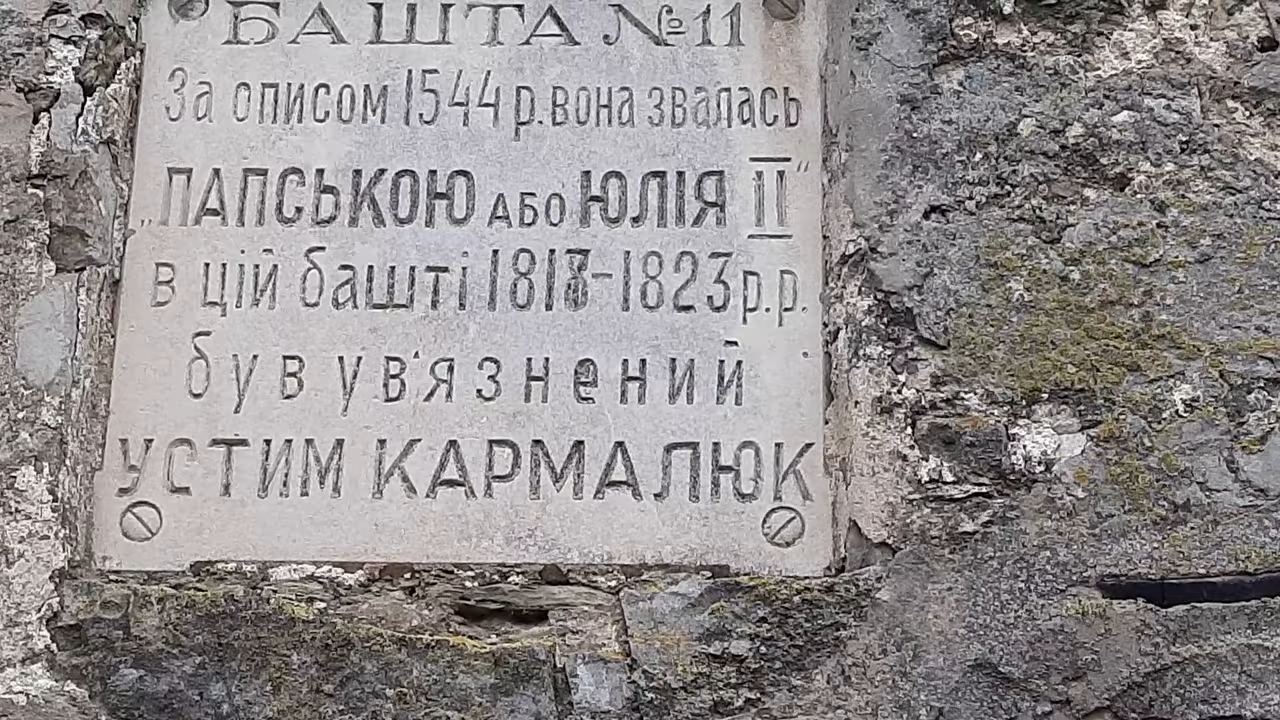 БАШТА №11
За описом 1544 р. вона звалась
„ПАПСЬКОЮ АБО ЮЛІЯ II“
в цій башті 1818-1823 р.р.
був ув'язнений
УСТИМ КАРМАЛЮК